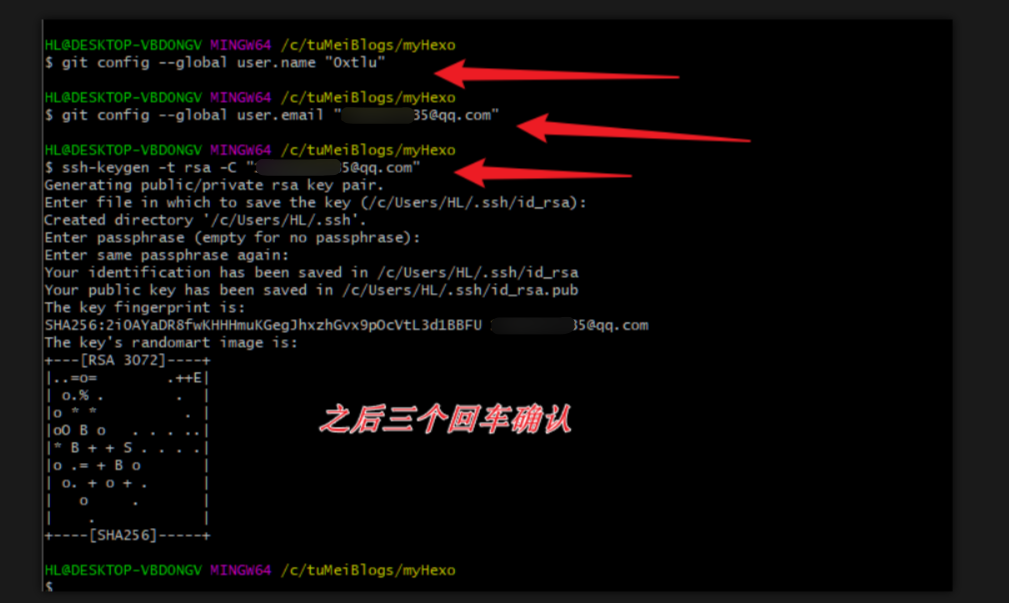 HL@DESKTOP-VBDONGV MINGW64 /c/tuMeiBlogs/myHexo
$ git config --global user.name "Oxtlu"
HL@DESKTOP-VBDONGV MINGW64 /c/tuMeiBlogs/myHexo
$ git config --global user.email "35@qq.com"
HL@DESKTOP-VBDONGV MINGW64 /c/tuMeiBlogs/myHexo
$ ssh-keygen -t rsa -C "5@qq.com"
Generating public/private rsa key pair.
Enter file in which to save the key (/c/Users/HL/.ssh/id_rsa):
Created directory '/c/Users/HL/.ssh'.
Enter passphrase (empty for no passphrase):
Enter same passphrase again:
Your identification has been saved in /c/Users/HL/.ssh/id_rsa
Your public key has been saved in /c/Users/HL/.ssh/id_rsa.pub
The key fingerprint is:
SHA256:2iOAYaDR8fwKHHHmuKGegJhxzhGvx9pOcVtL3d1BBFU 35@qq.com
The key's randomart image is:
+---[RSA 3072]----+
|..=o=        .++E|
| o.% .        .  |
|o * *          . |
|oO B o   . . . ..|
|* B + + S . . . .|
|o .= + B o       |
| o. + o + .      |
|   o     .       |
|    .            |
+----[SHA256]-----+
之后三个回车确认
HL@DESKTOP-VBDONGV MINGW64 /c/tuMeiBlogs/myHexo
$